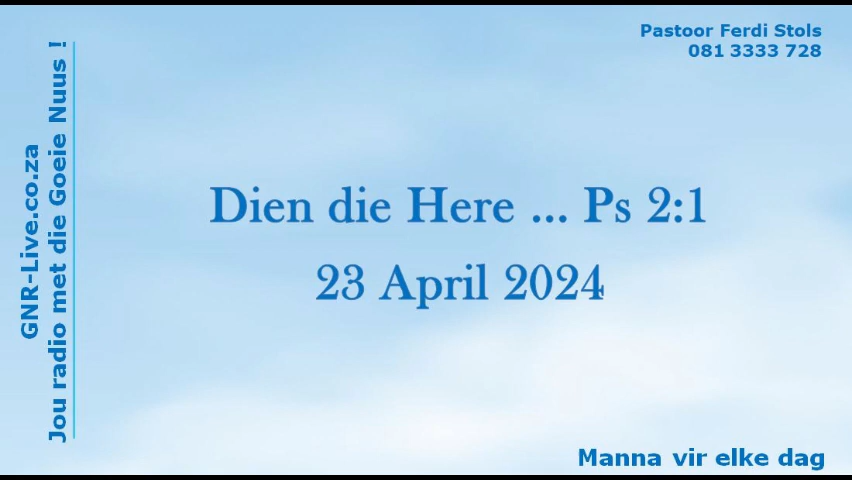 Pastoor Ferdi Stols
081 3333 728
GNR-Live.co.za
Jou radio met die Goeie Nuus !
Dien die Here ... Ps 2:1
23 April 2024
Manna vir elke dag